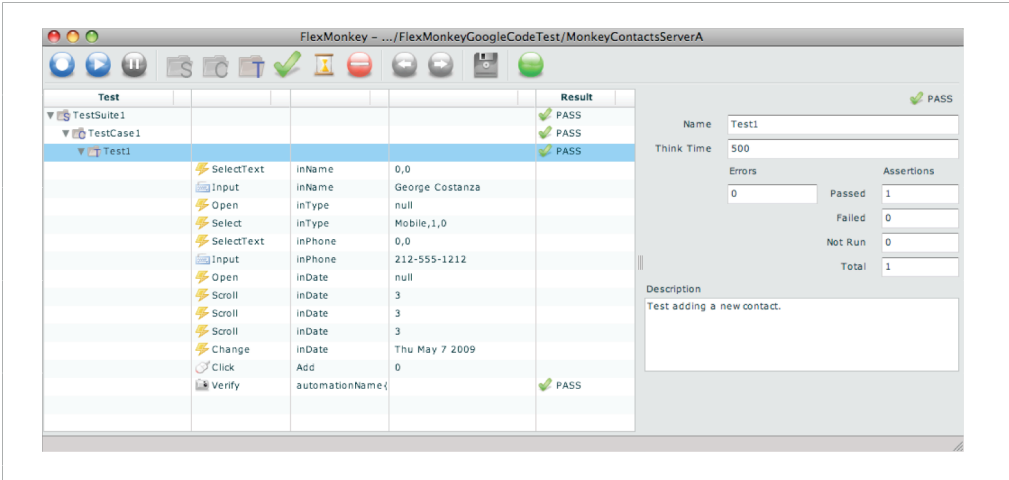 FlexMonkey – .../FlexMonkeyGoogleCodeTest/MonkeyContactsServerA
S C T
Test Result
S TestSuite1 PASS
C TestCase1 PASS
T Test1 PASS
SelectText inName 0,0
Input inName George Costanza
Open inType null
Select inType Mobile,1,0
SelectText inPhone 0,0
Input inPhone 212-555-1212
Open inDate null
Scroll inDate 3
Scroll inDate 3
Scroll inDate 3
Change inDate Thu May 7 2009
Click Add 0
Verify automationName{ PASS
PASS
Name Test1
Think Time 500
Errors Assertions
0 Passed 1
Failed 0
Not Run 0
Total 1
Description
Test adding a new contact.